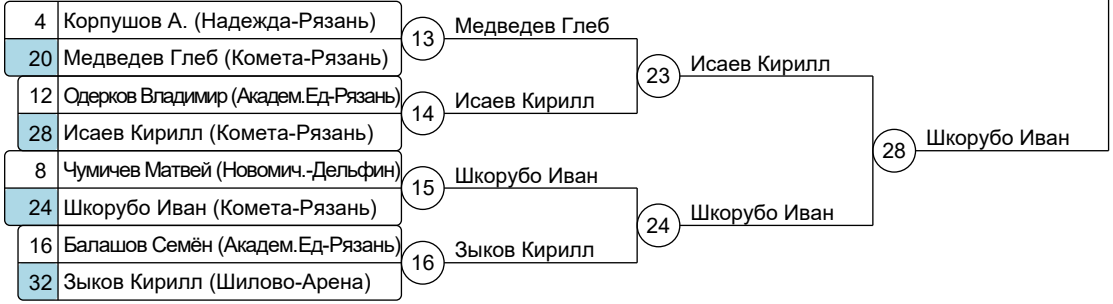 4 Корпушов А. (Надежда-Рязань)
13 Медведев Глеб
20 Медведев Глеб (Комета-Рязань)
23 Исаев Кирилл
12 Одерков Владимир (Академ.Ед-Рязань)
14 Исаев Кирилл
28 Исаев Кирилл (Комета-Рязань)
28 Шкорубо Иван
8 Чумичев Матвей (Новомич.-Дельфин)
15 Шкорубо Иван
24 Шкорубо Иван (Комета-Рязань)
24 Шкорубо Иван
16 Балашов Семён (Академ.Ед-Рязань)
16 Зыков Кирилл
32 Зыков Кирилл (Шилово-Арена)